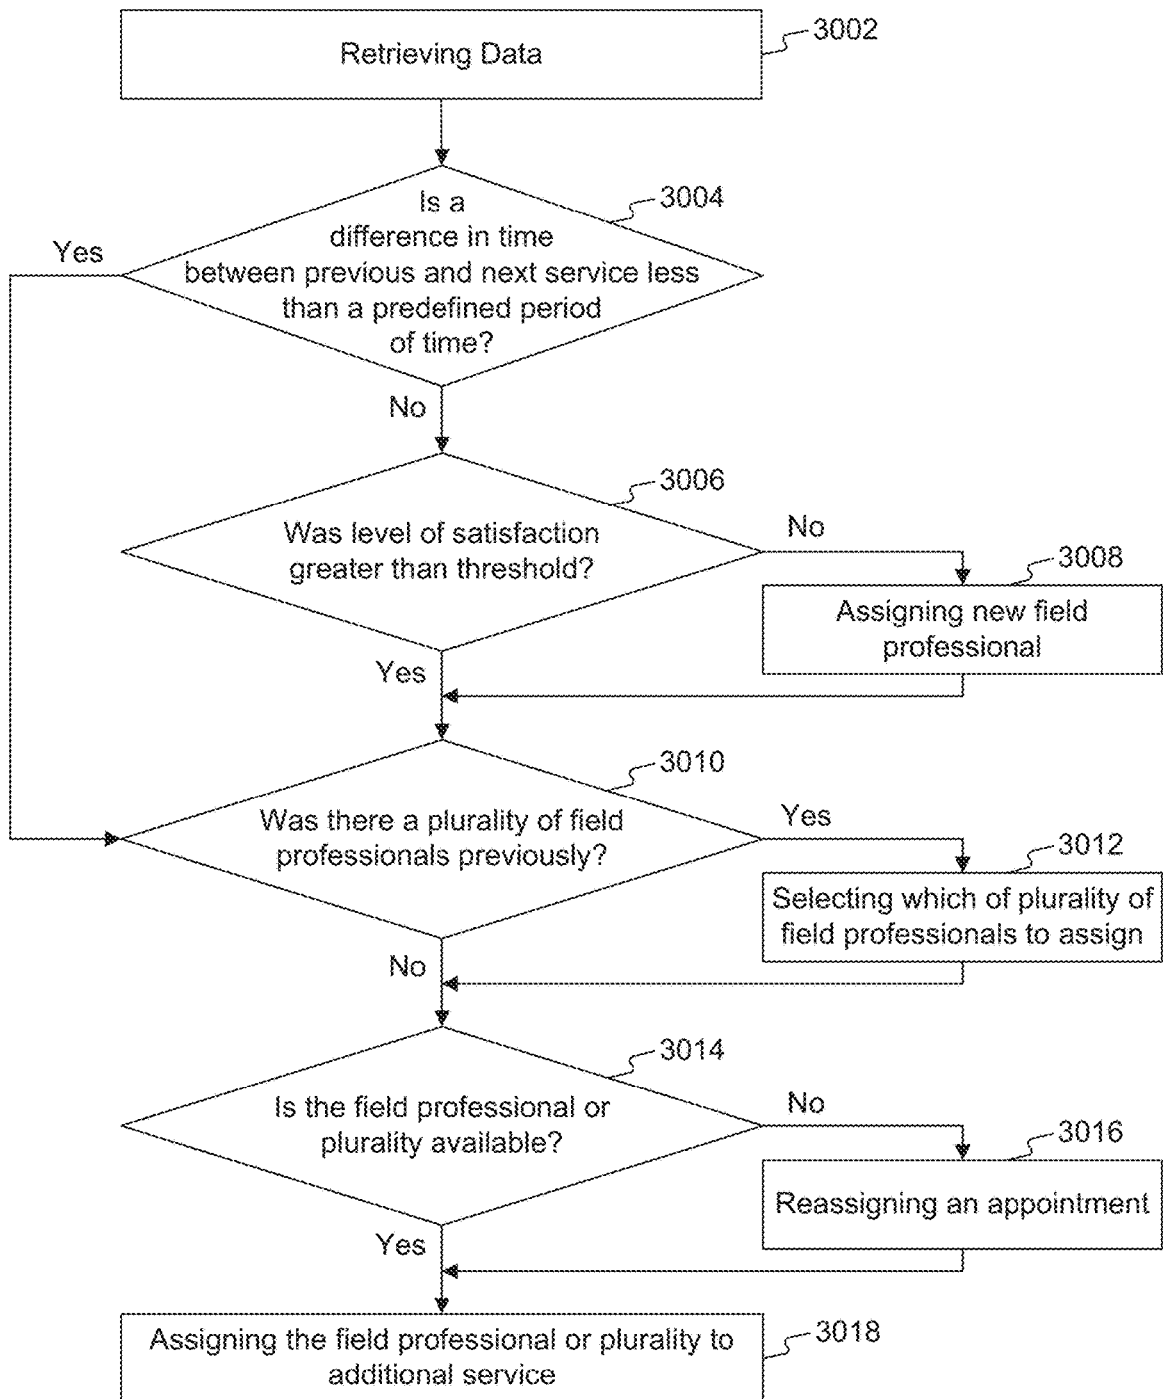 Retrieving Data
3002
Is a
difference in time
between previous and next service less
than a predefined period
of time?
3004
Yes
No
Was level of satisfaction
greater than threshold?
3006
No
Assigning new field
professional
3008
Yes
Was there a plurality of field
professionals previously?
3010
Yes
Selecting which of plurality of
field professionals to assign
3012
No
Is the field professional or
plurality available?
3014
No
Reassigning an appointment
3016
Yes
Assigning the field professional or plurality to
additional service
3018